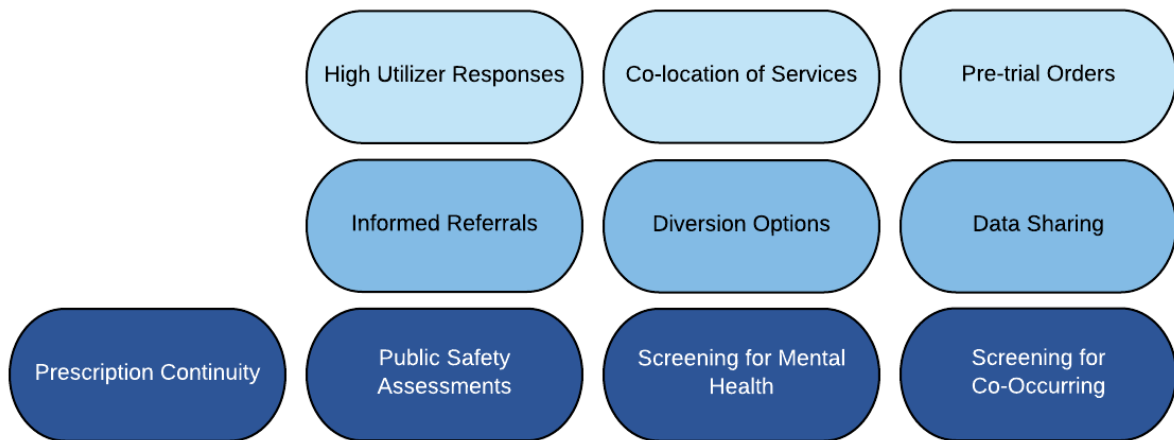 High Utilizer Responses
Co-location of Services
Pre-trial Orders
Informed Referrals
Diversion Options
Data Sharing
Prescription Continuity
Public Safety
Assessments
Screening for Mental
Health
Screening for
Co-Occurring